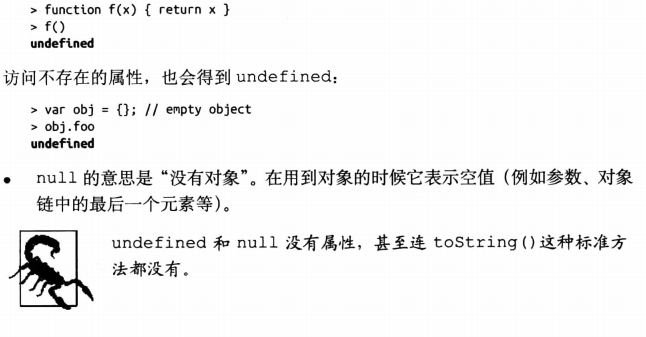 > function f(x) { return x }
> f()
undefined
访问不存在的属性，也会得到 undefined：
> var obj = {}; // empty object
> obj.foo
undefined
• null 的意思是“没有对象”。在用到对象的时候它表示空值（例如参数、对象
链中的最后一个元素等）。
undefined 和 null 没有属性，甚至连 toString()这种标准方
法都没有。